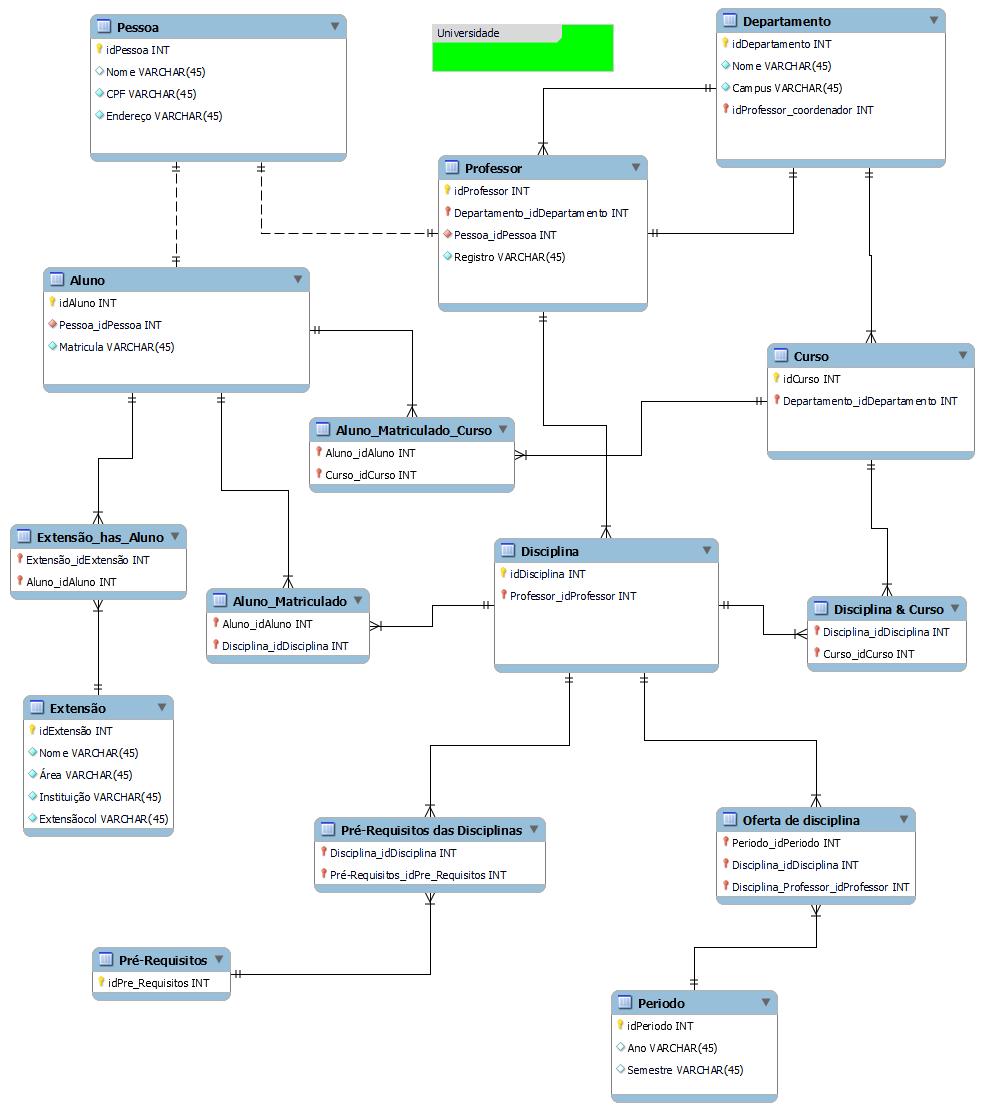 Pessoa
idPessoa INT
Nome VARCHAR(45)
CPF VARCHAR(45)
Endereço VARCHAR(45)
Universidade
Departamento
idDepartamento INT
Nome VARCHAR(45)
Campus VARCHAR(45)
idProfessor_coordenador INT
Professor
idProfessor INT
Departamento_idDepartamento INT
Pessoa_idPessoa INT
Registro VARCHAR(45)
Aluno
idAluno INT
Pessoa_idPessoa INT
Matricula VARCHAR(45)
Curso
idCurso INT
Departamento_idDepartamento INT
Aluno_Matriculado_Curso
Aluno_idAluno INT
Curso_idCurso INT
Extensão_has_Aluno
Extensão_idExtensão INT
Aluno_idAluno INT
Aluno_Matriculado
Aluno_idAluno INT
Disciplina_idDisciplina INT
Disciplina
idDisciplina INT
Professor_idProfessor INT
Disciplina & Curso
Disciplina_idDisciplina INT
Curso_idCurso INT
Extensão
idExtensão INT
Nome VARCHAR(45)
Área VARCHAR(45)
Instituição VARCHAR(45)
Extensãocol VARCHAR(45)
Pré-Requisitos das Disciplinas
Disciplina_idDisciplina INT
Pré-Requisitos_idPre_Requisitos INT
Oferta de disciplina
Periodo_idPeriodo INT
Disciplina_idDisciplina INT
Disciplina_Professor_idProfessor INT
Pré-Requisitos
idPre_Requisitos INT
Periodo
idPeriodo INT
Ano VARCHAR(45)
Semestre VARCHAR(45)